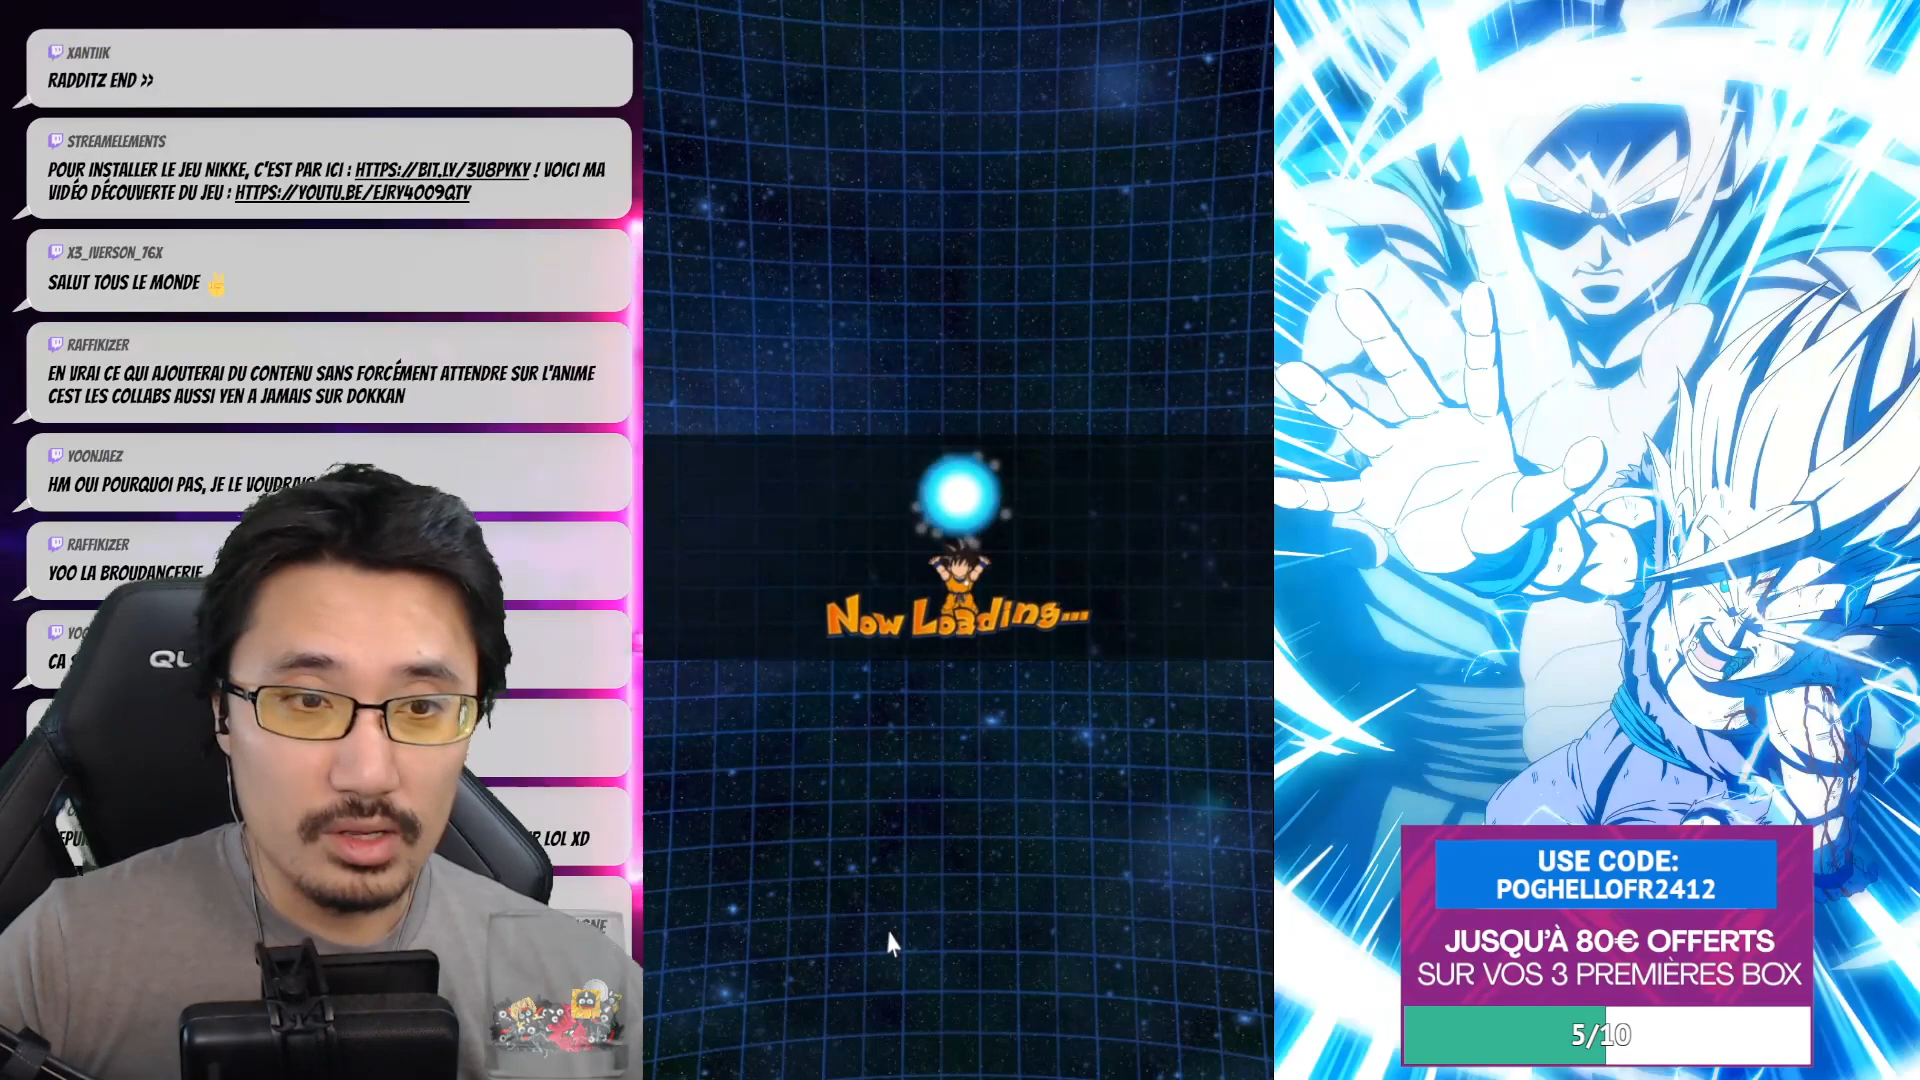 XANTIIK
RADDITZ END >>
STREAMELEMENTS
POUR INSTALLER LE JEU NIKKE, C'EST PAR ICI : HTTPS://BIT.LY/3U8PYKY ! VOICI MA
VIDÉO DÉCOUVERTE DU JEU : HTTPS://YOUTU.BE/EJRY4OO9QTY
X3_IVERSON_76X
SALUT TOUS LE MONDE
RAFFIKIZER
EN VRAI CE QUI AJOUTERAI DU CONTENU SANS FORCÉMENT ATTENDRE SUR L'ANIME
CEST LES COLLABS AUSSI YEN A JAMAIS SUR DOKKAN
YOONJAEZ
HM OUI POURQUOI PAS, JE LE VOUDRAIS
RAFFIKIZER
YOO LA BROUDANCERIE
CA
LOL XD
Now Loading...
USE CODE:
POGHELLOFR2412
JUSQU'À 80€ OFFERTS
SUR VOS 3 PREMIÈRES BOX
5/10